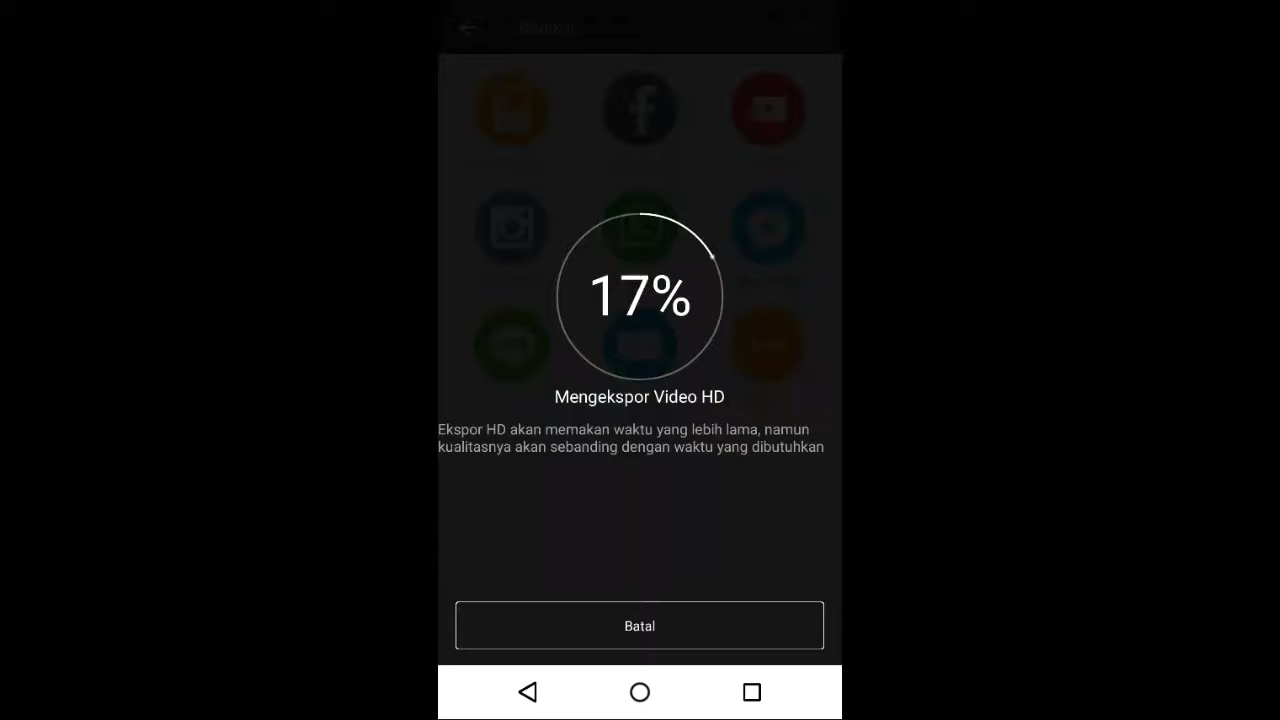 17%
Mengekspor Video HD
Ekspor HD akan memakan waktu yang lebih lama, namun
kualitasnya akan sebanding dengan waktu yang dibutuhkan
Batal